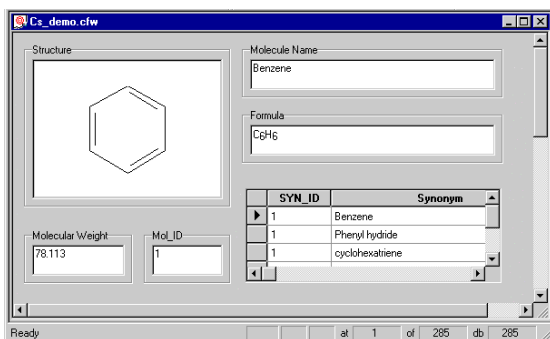 Cs_demo.cfw
Structure
Molecule Name
Benzene
Formula
C6H6
SYN_ID Synonym
1 Benzene
1 Phenyl hydride
1 cyclohexatriene
Molecular Weight
78.113
Mol_ID
1
Ready at 1 of 285 db 285